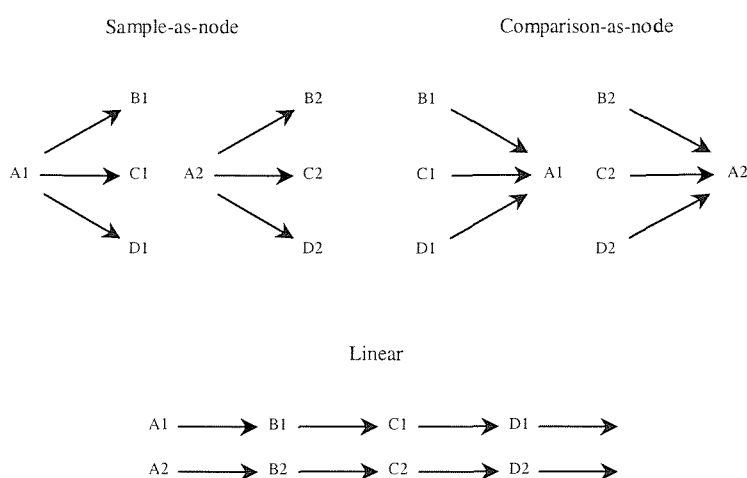 Sample-as-node Comparison-as-node
B1 B2 B1 B2
A1 C1 A2 C2 C1 A1 C2 A2
D1 D2 D1 D2
Linear
A1 B1 C1 D1
A2 B2 C2 D2